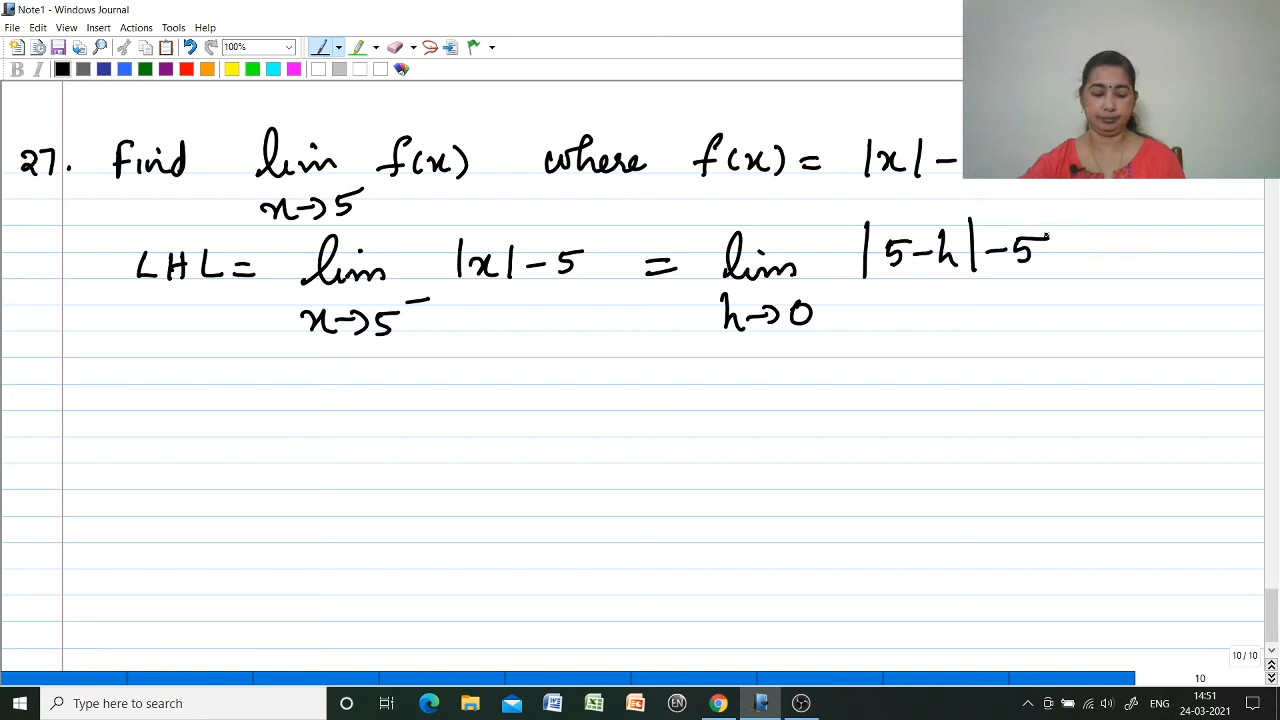 Note1 - Windows Journal
File Edit View Insert Actions Tools Help
100%
B I
27. Find lim f(x) where f(x) = |x| -
x→5
LHL = lim |x| - 5 = lim |5-h| - 5
x→5⁻ h→0
10 / 10
10
Type here to search
EN
ENG
14:51
24-03-2021